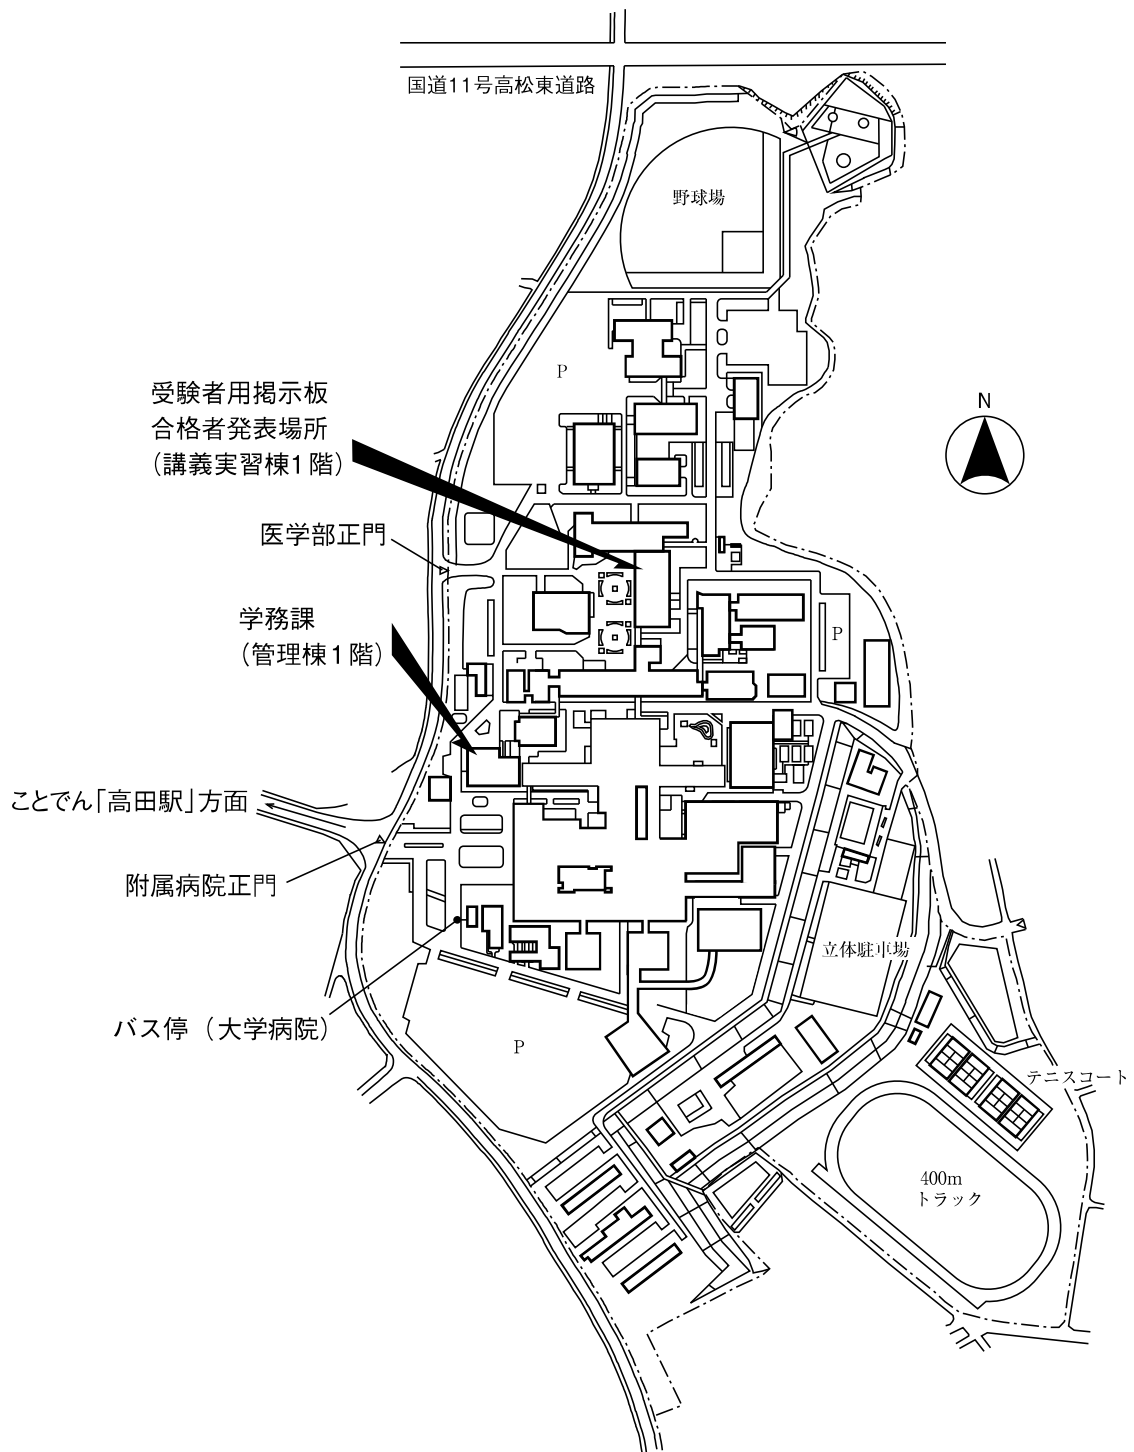 国道11号高松東道路
野球場
P
受験者用掲示板
合格者発表場所
(講義実習棟1階)
N
医学部正門
学務課
(管理棟1階)
P
ことでん「高田駅」方面
附属病院正門
立体駐車場
バス停 (大学病院)
P
テニスコート
400m
トラック